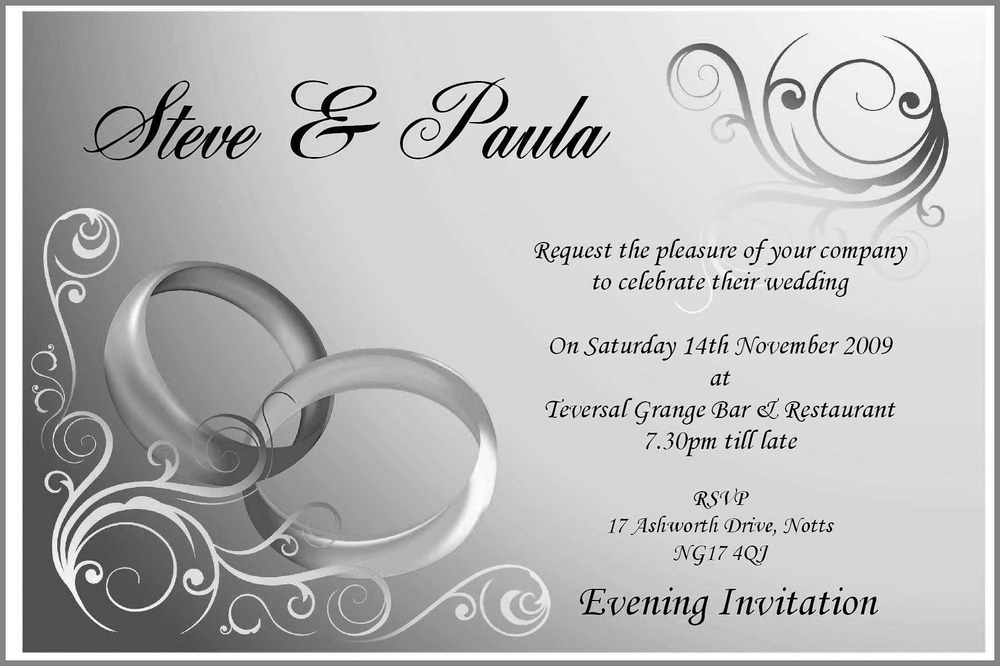 Steve & Paula
Request the pleasure of your company
to celebrate their wedding
On Saturday 14th November 2009
at
Teversal Grange Bar & Restaurant
7.30pm till late
RSVP
17 Ashworth Drive, Notts
NG17 4QJ
Evening Invitation